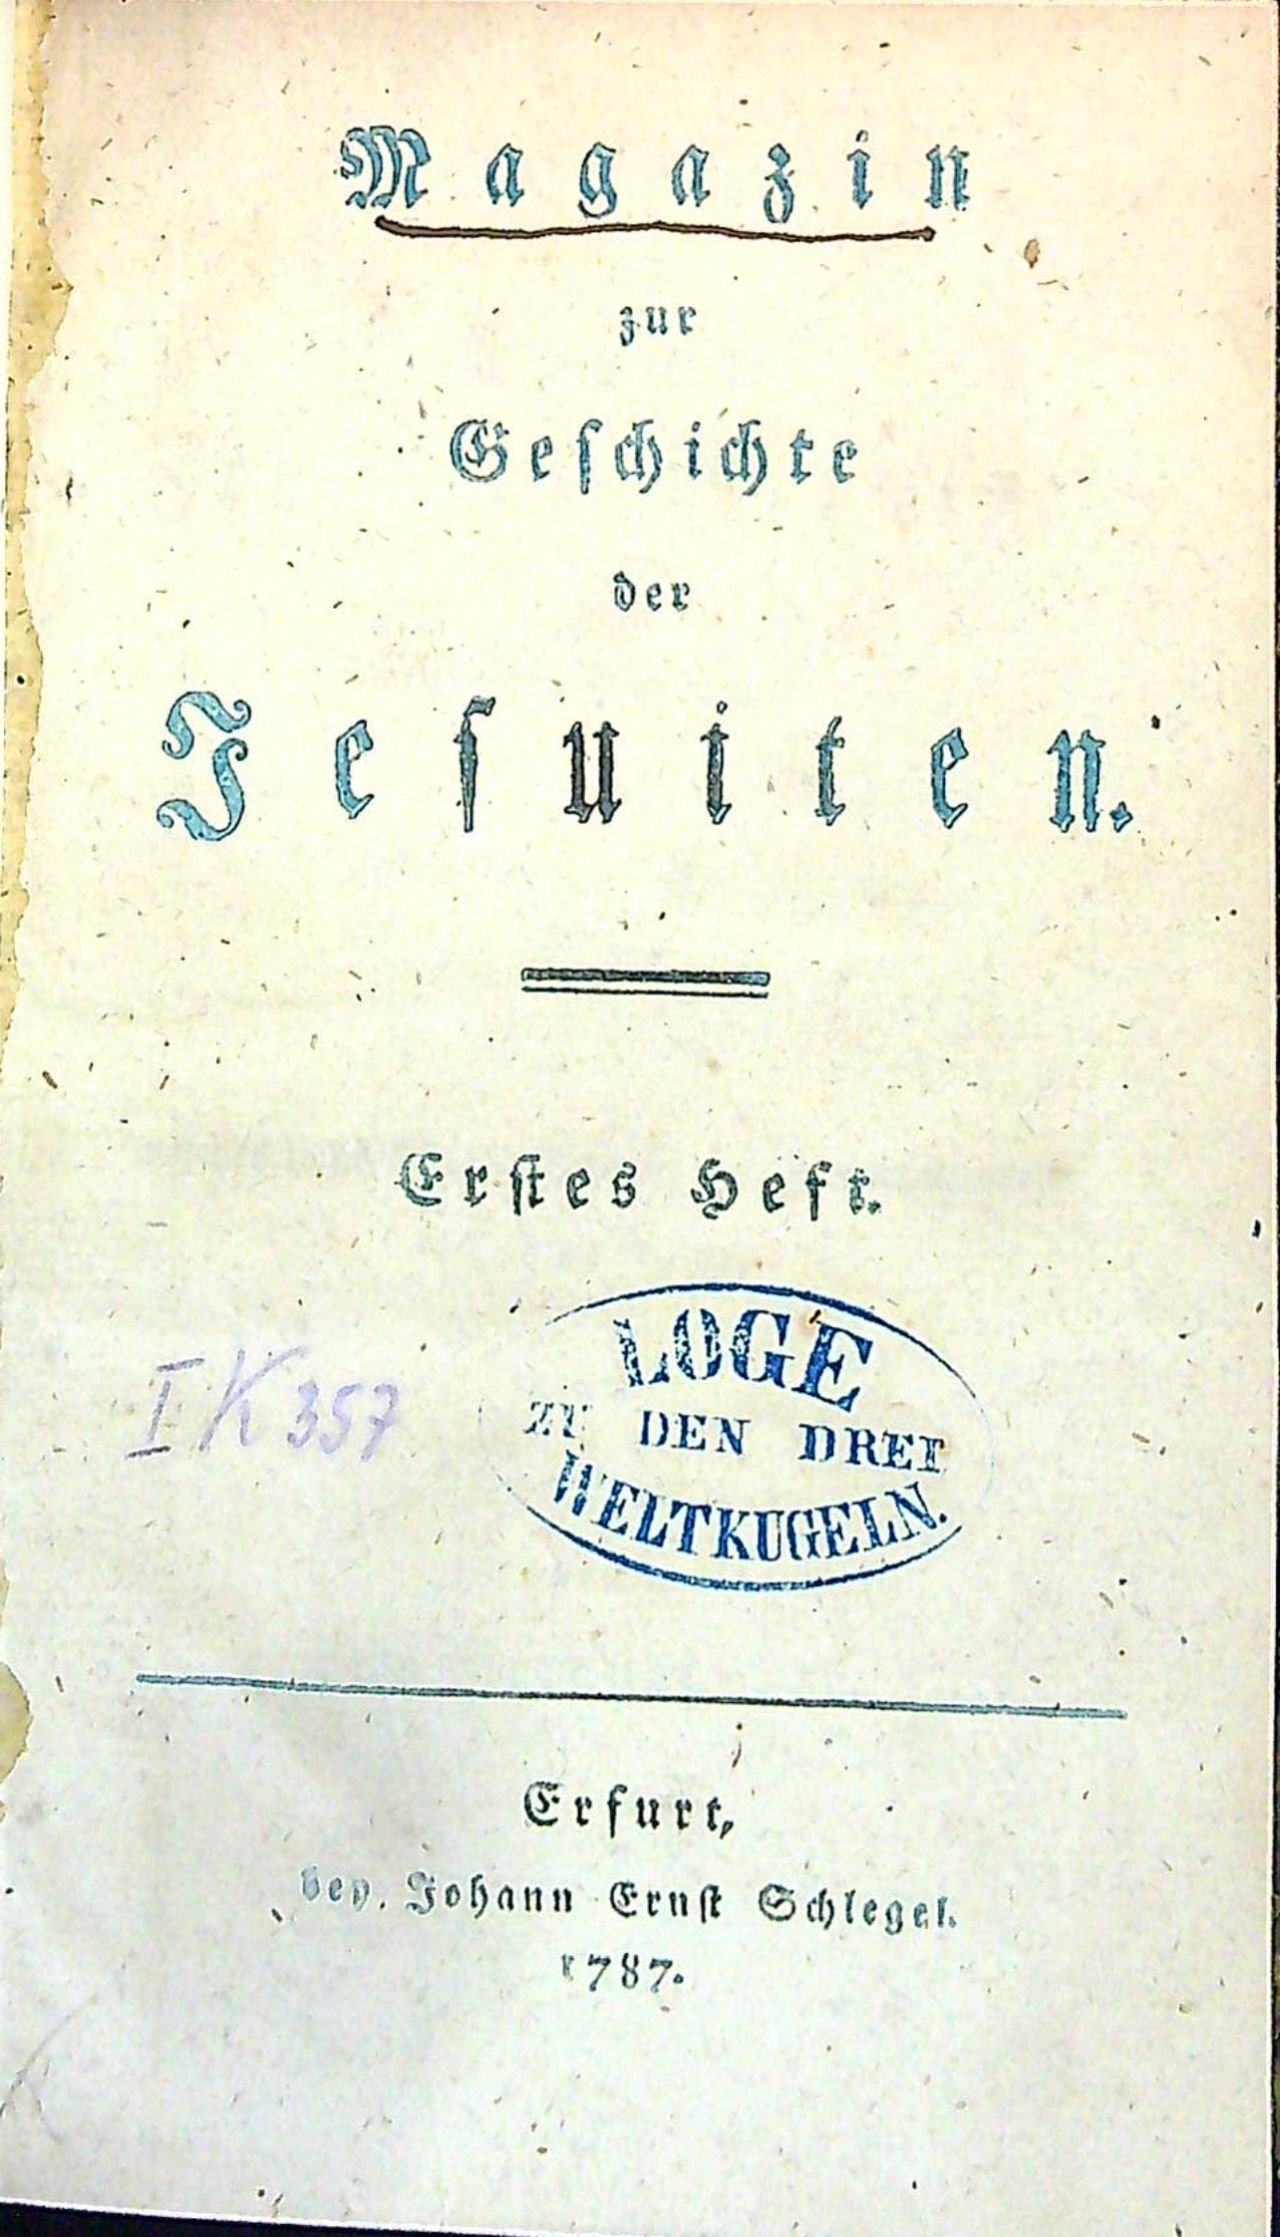 Magazin
zur
Geſchichte
der
Jeſuiten.
Erſtes Heft.
I K 357
LOGE
ZU DEN DREI
WELTKUGELN.
Erfurt,
bey Johann Ernſt Schlegel.
1787.